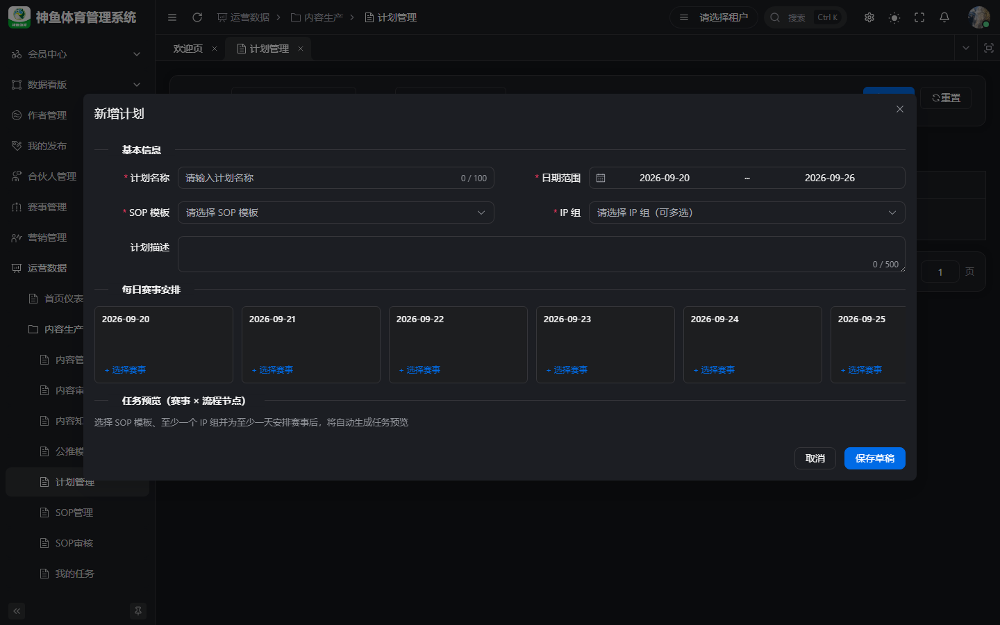 神鱼体育管理系统
运营数据
内容生产
计划管理
请选择租户
搜索
Ctrl K
欢迎页
计划管理
会员中心
数据看版
作者管理
我的发布
合伙人管理
赛事管理
营销管理
运营数据
首页仪表
内容生产
内容管
内容审
内容知
公推模
计划管理
SOP管理
SOP审核
我的任务
重置
1 页
新增计划
基本信息
* 计划名称
请输入计划名称
0 / 100
* 日期范围
2026-09-20 ~ 2026-09-26
* SOP 模板
请选择 SOP 模板
* IP 组
请选择 IP 组（可多选）
计划描述
0 / 500
每日赛事安排
2026-09-20
+ 选择赛事
2026-09-21
+ 选择赛事
2026-09-22
+ 选择赛事
2026-09-23
+ 选择赛事
2026-09-24
+ 选择赛事
2026-09-25
+ 选择赛事
任务预览（赛事 × 流程节点）
选择 SOP 模板、至少一个 IP 组并为至少一天安排赛事后，将自动生成任务预览
取消
保存草稿